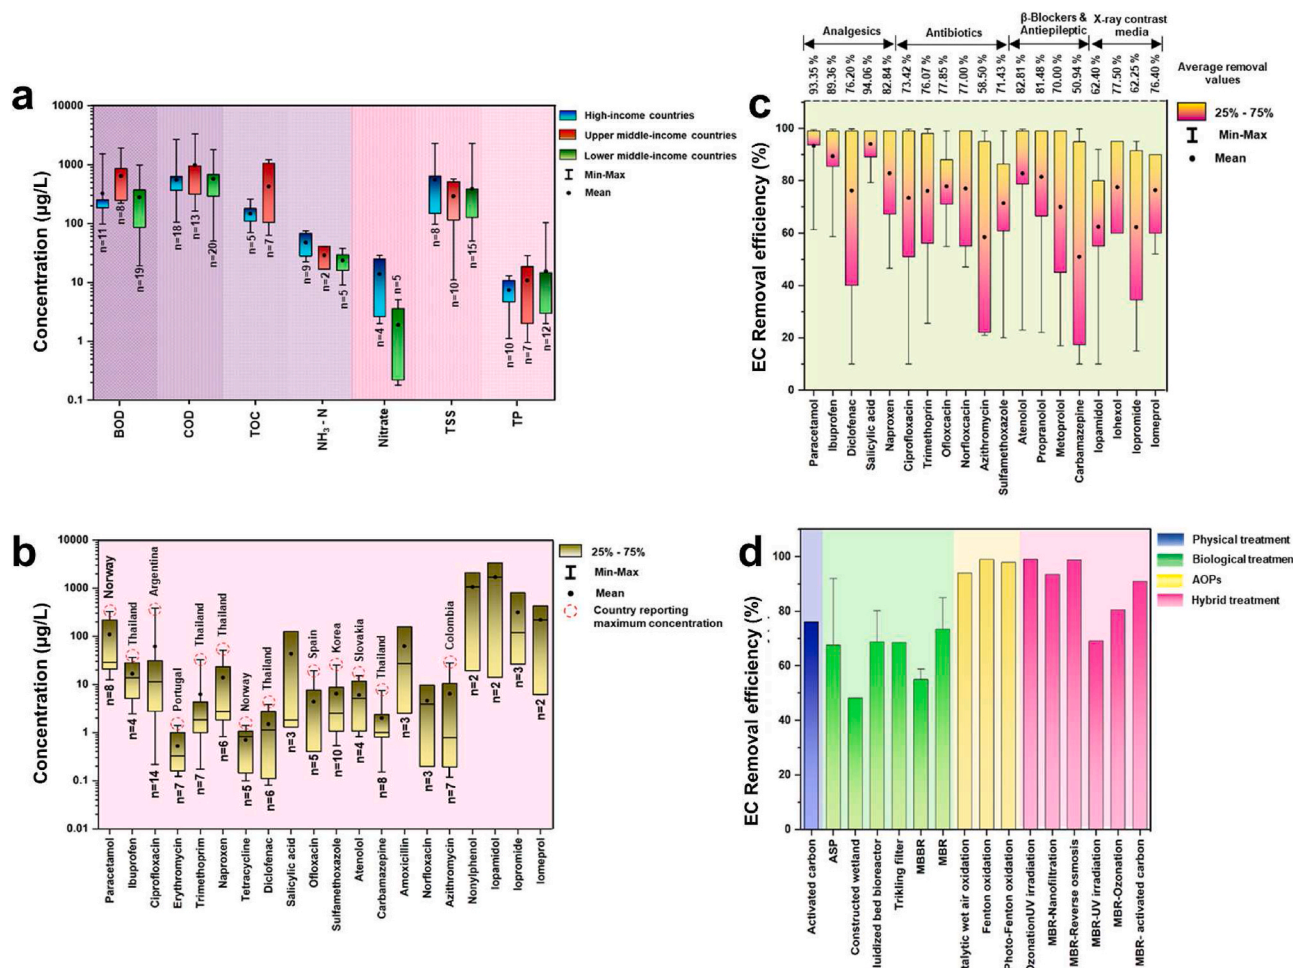 a
Concentration (µg/L)
10000
1000
100
10
1
0.1
n=11
n=8
n=19
n=18
n=13
n=20
n=5
n=7
n=9
n=2
n=5
n=4
n=5
n=8
n=10
n=15
n=10
n=7
n=12
BOD
COD
TOC
NH3 - N
Nitrate
TSS
TP
High-income countries
Upper middle-income countries
Lower middle-income countries
Min-Max
Mean
b
Concentration (µg/L)
10000
1000
100
10
1
0.1
0.01
Norway
Thailand
Argentina
Portugal
Thailand
Thailand
Norway
Thailand
Spain
Korea
Slovakia
Thailand
Colombia
n=8
n=4
n=14
n=7
n=7
n=6
n=5
n=6
n=3
n=5
n=10
n=4
n=8
n=3
n=3
n=7
n=2
n=2
n=3
n=2
Paracetamol
Ibuprofen
Ciprofloxacin
Erythromycin
Trimethoprim
Naproxen
Tetracycline
Diclofenac
Salicylic acid
Ofloxacin
Sulfamethoxazole
Atenolol
Carbamazepine
Amoxicillin
Norfloxacin
Azithromycin
Nonylphenol
Iopamidol
Iopromide
Iomeprol
25% - 75%
Min-Max
Mean
Country reporting
maximum concentration
c
Analgesics
Antibiotics
β-Blockers &
Antiepileptic
X-ray contrast
media
93.35 %
89.36 %
76.20 %
94.06 %
82.84 %
73.42 %
76.07 %
77.85 %
77.00 %
58.50 %
71.43 %
82.81 %
81.48 %
70.00 %
50.94 %
62.40 %
77.50 %
62.25 %
76.40 %
Average removal
values
25% - 75%
Min-Max
Mean
EC Removal efficiency (%)
100
80
60
40
20
0
Paracetamol
Ibuprofen
Diclofenac
Salicylic acid
Naproxen
Ciprofloxacin
Trimethoprin
Ofloxcacin
Norfloxcacin
Azithromycin
Sulfamethoxazole
Atenolol
Propranolol
Metoprolol
Carbamazepine
Iopamidol
Iohexol
Iopromide
Iomeprol
d
EC Removal efficiency (%)
100
80
60
40
20
0
Activated carbon
ASP
Constructed wetland
luidized bed bioreactor
Trikling filter
MBBR
MBR
talytic wet air oxidation
Fenton oxidation
Photo-Fenton oxidation
OzonationUV irradiation
MBR-Nanofiltration
MBR-Reverse osmosis
MBR-UV irradiation
MBR-Ozonation
MBR- activated carbon
Physical treatment
Biological treatment
AOPs
Hybrid treatment